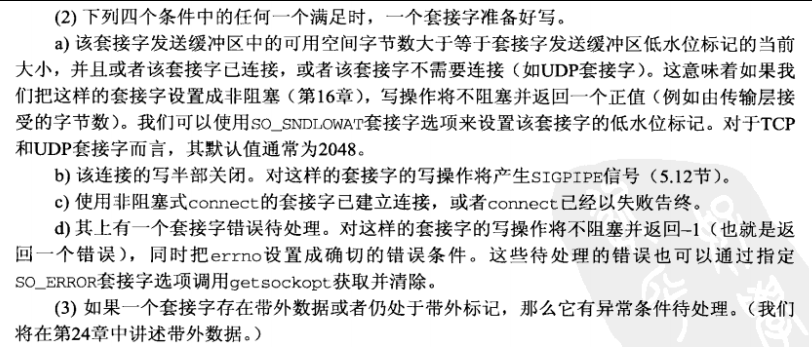 (2) 下列四个条件中的任何一个满足时，一个套接字准备好写。
a) 该套接字发送缓冲区中的可用空间字节数大于等于套接字发送缓冲区低水位标记的当前
大小，并且或者该套接字已连接，或者该套接字不需要连接（如UDP套接字）。这意味着如果我
们把这样的套接字设置成非阻塞（第16章），写操作将不阻塞并返回一个正值（例如由传输层接
受的字节数）。我们可以使用SO_SNDLOWAT套接字选项来设置该套接字的低水位标记。对于TCP
和UDP套接字而言，其默认值通常为2048。
b) 该连接的写半部关闭。对这样的套接字的写操作将产生SIGPIPE信号（5.12节）。
c) 使用非阻塞式connect的套接字已建立连接，或者connect已经以失败告终。
d) 其上有一个套接字错误待处理。对这样的套接字的写操作将不阻塞并返回–1（也就是返
回一个错误），同时把errno设置成确切的错误条件。这些待处理的错误也可以通过指定
SO_ERROR套接字选项调用getsockopt获取并清除。
(3) 如果一个套接字存在带外数据或者仍处于带外标记，那么它有异常条件待处理。（我们
将在第24章中讲述带外数据。）